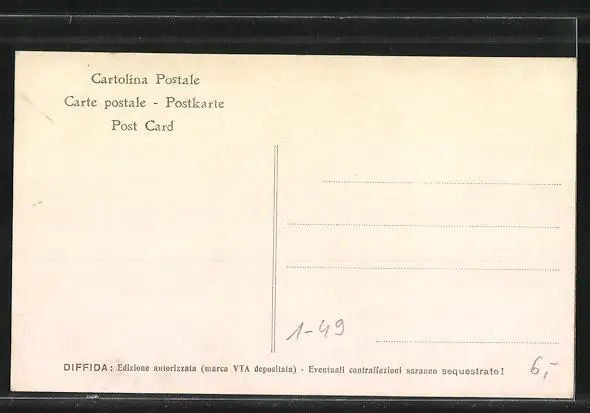 Cartolina Postale
Carte postale - Postkarte
Post Card
1-49
DIFFIDA: Edizione autorizzata (marca VTA depositata) - Eventuali contraffazioni saranno sequestrate!
6,-